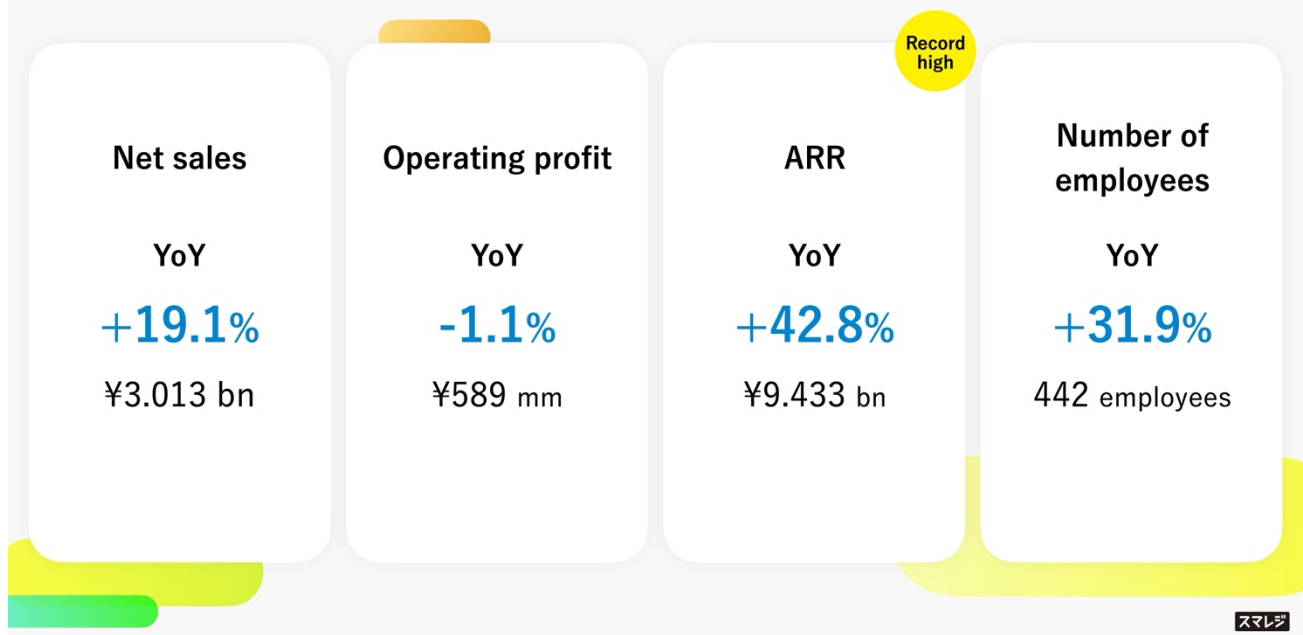 Net sales
YoY
+19.1%
¥3.013 bn
Operating profit
YoY
-1.1%
¥589 mm
Record
high
ARR
YoY
+42.8%
¥9.433 bn
Number of
employees
YoY
+31.9%
442 employees
スマレジ